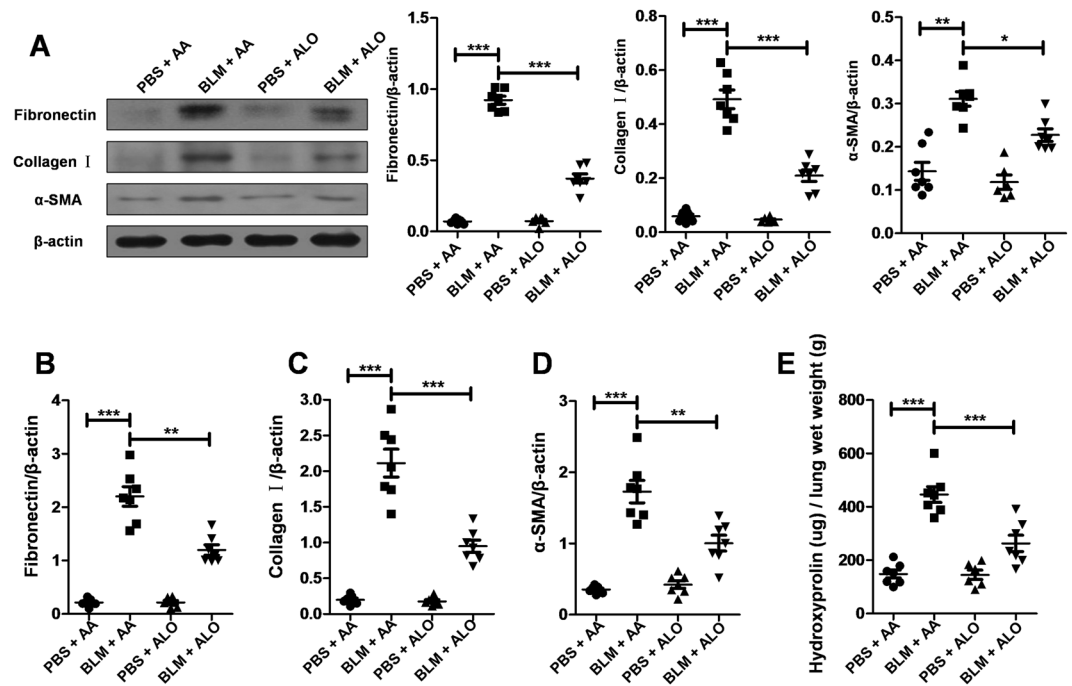 A
PBS + AA
BLM + AA
PBS + ALO
BLM + ALO
Fibronectin
Collagen Ⅰ
α-SMA
β-actin
Fibronectin/β-actin
1.5
1.0
0.5
0.0
***
***
PBS + AA
BLM + AA
PBS + ALO
BLM + ALO
Collagen Ⅰ/β-actin
0.8
0.6
0.4
0.2
0.0
***
***
PBS + AA
BLM + AA
PBS + ALO
BLM + ALO
α-SMA/β-actin
0.5
0.4
0.3
0.2
0.1
0.0
**
*
PBS + AA
BLM + AA
PBS + ALO
BLM + ALO
B
Fibronectin/β-actin
4
3
2
1
0
***
**
PBS + AA
BLM + AA
PBS + ALO
BLM + ALO
C
Collagen Ⅰ/β-actin
3.0
2.5
2.0
1.5
1.0
0.5
0.0
***
***
PBS + AA
BLM + AA
PBS + ALO
BLM + ALO
D
α-SMA/β-actin
3
2
1
0
***
**
PBS + AA
BLM + AA
PBS + ALO
BLM + ALO
E
Hydroxyprolin (ug) / lung wet weight (g)
800
600
400
200
0
***
***
PBS + AA
BLM + AA
PBS + ALO
BLM + ALO